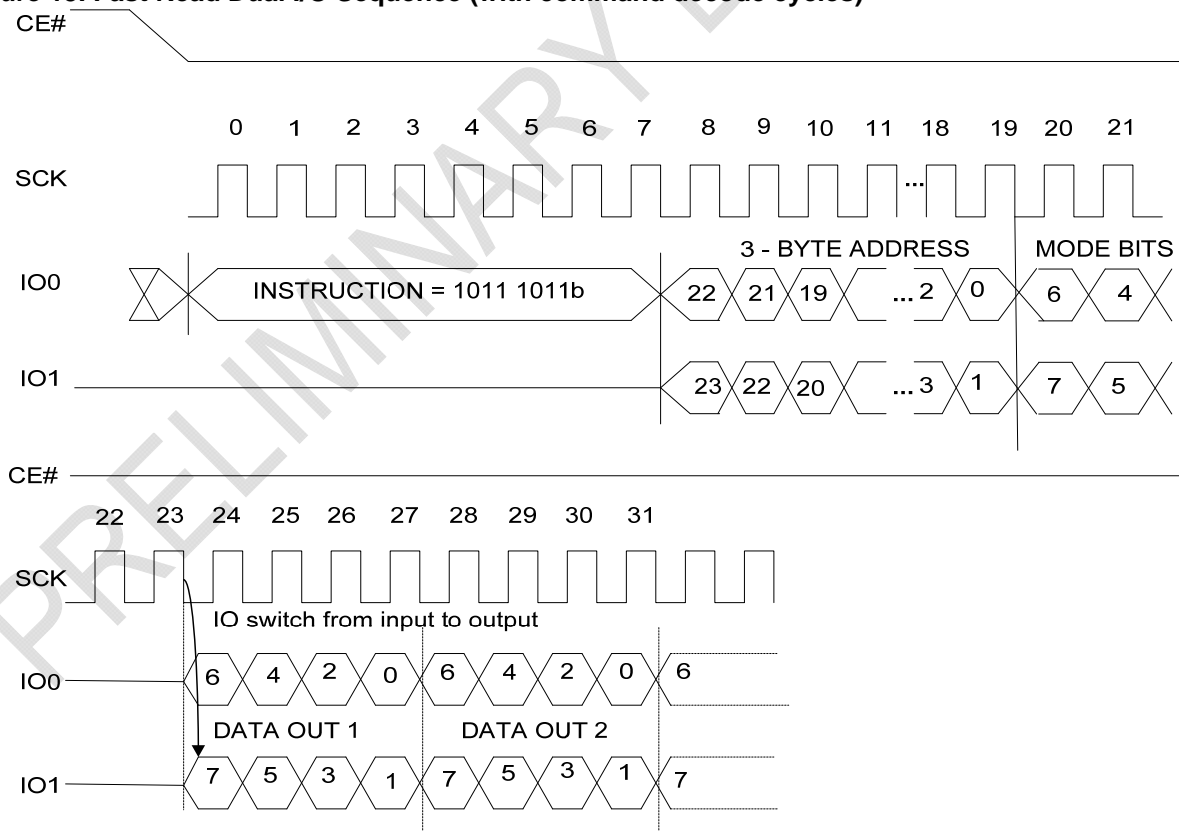 CE#
0 1 2 3 4 5 6 7 8 9 10 11 18 19 20 21
SCK
...
3 - BYTE ADDRESS MODE BITS
IO0
INSTRUCTION = 1011 1011b
22 21 19 ... 2 0 6 4
IO1
23 22 20 ... 3 1 7 5
CE#
22 23 24 25 26 27 28 29 30 31
SCK
IO switch from input to output
IO0
6 4 2 0 6 4 2 0 6
DATA OUT 1 DATA OUT 2
IO1
7 5 3 1 7 5 3 1 7
PRELIMINARY